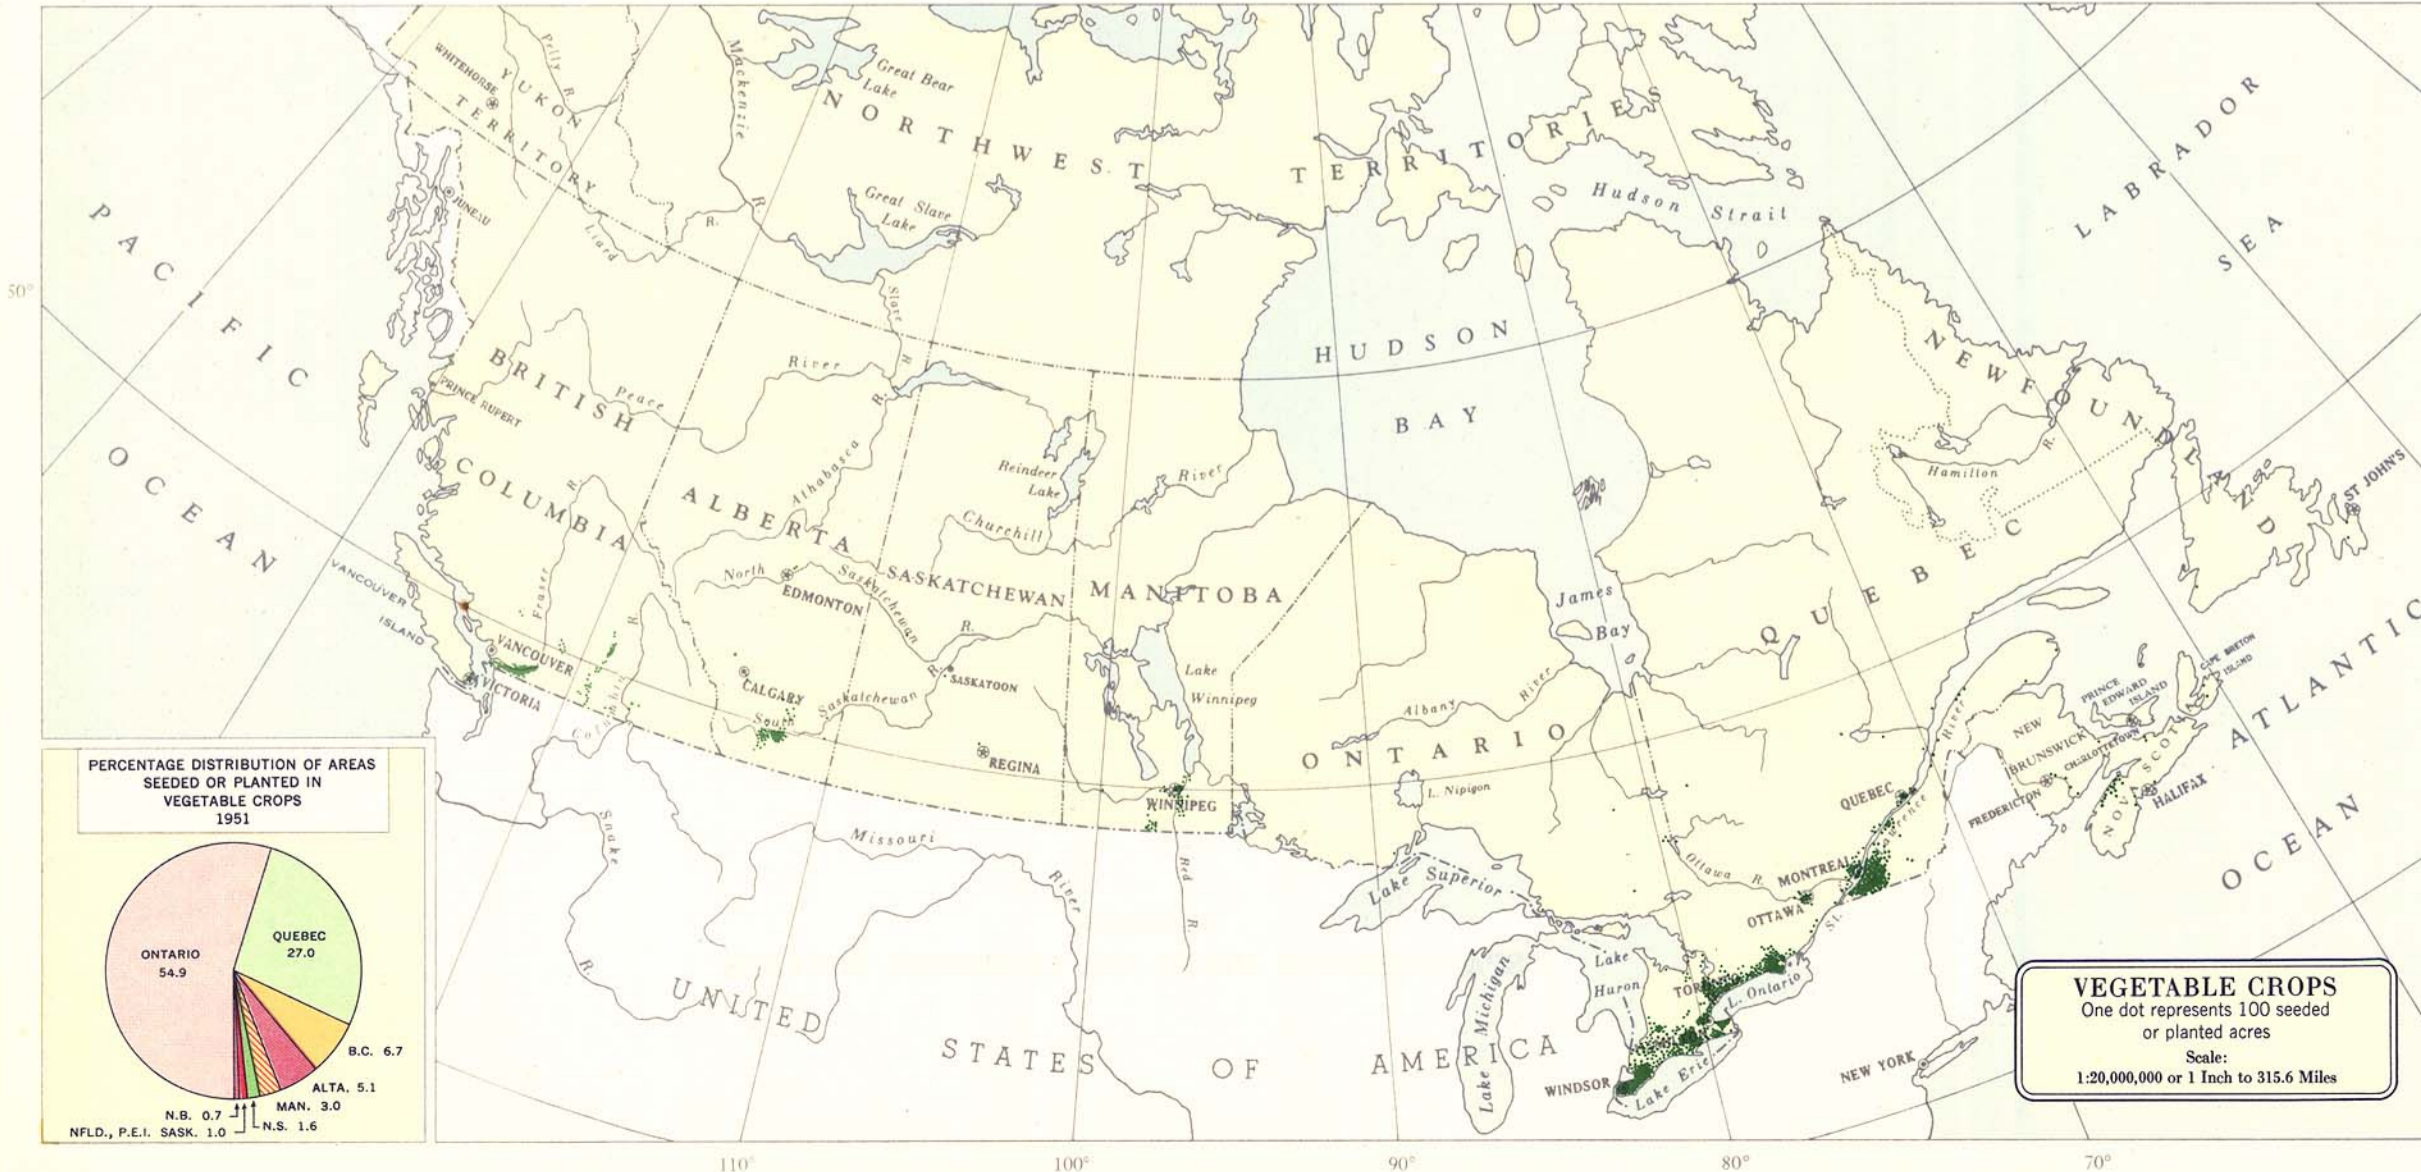 WHITEHORSE
YUKON
TERRITORY
Pelly R.
Mackenzie
R.
Great Bear
Lake
NORTHWEST TERRITORIES
Great Slave
Lake
JUNEAU
Liard
R.
Slave
R.
Hudson Strait
LABRADOR
SEA
PACIFIC
OCEAN
50°
HUDSON
BAY
BRITISH
COLUMBIA
PRINCE RUPERT
Peace
River
Athabasca
R.
ALBERTA
Reindeer
Lake
Churchill
River
NEWFOUNDLAND
Hamilton
R.
ST JOHN'S
QUEBEC
James
Bay
VANCOUVER
ISLAND
Fraser
R.
North
Saskatchewan
R.
EDMONTON
SASKATCHEWAN
MANITOBA
VANCOUVER
VICTORIA
Columbia
R.
CALGARY
South
Saskatchewan
R.
SASKATOON
REGINA
Lake
Winnipeg
WINNIPEG
Albany
River
ONTARIO
L. Nipigon
QUEBEC
River
NEW
BRUNSWICK
PRINCE
EDWARD
ISLAND
CHARLOTTETOWN
CAPE BRETON
ISLAND
FREDERICTON
NOVA SCOTIA
HALIFAX
ATLANTIC
OCEAN
Snake
R.
Missouri
River
Red
R.
Lake Superior
Ottawa R.
MONTREAL
OTTAWA
St.
Lake
Huron
Lake Michigan
L. Ontario
Lake Erie
WINDSOR
NEW YORK
UNITED
STATES OF AMERICA
PERCENTAGE DISTRIBUTION OF AREAS
SEEDED OR PLANTED IN
VEGETABLE CROPS
1951
ONTARIO
54.9
QUEBEC
27.0
B.C. 6.7
ALTA. 5.1
MAN. 3.0
N.B. 0.7
N.S. 1.6
NFLD., P.E.I. SASK. 1.0
VEGETABLE CROPS
One dot represents 100 seeded
or planted acres
Scale:
1:20,000,000 or 1 Inch to 315.6 Miles
110°
100°
90°
80°
70°